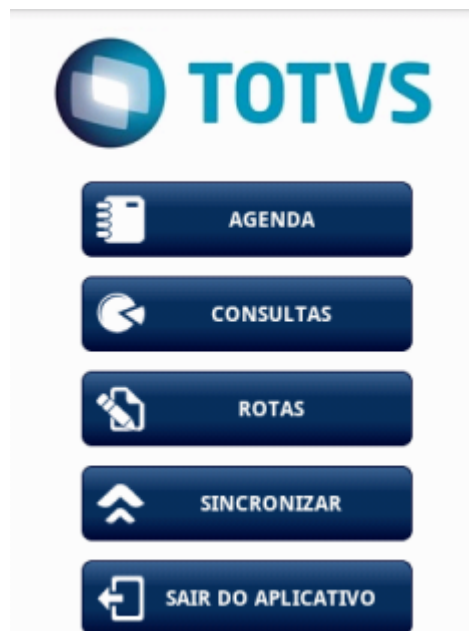 TOTVS
AGENDA
CONSULTAS
ROTAS
SINCRONIZAR
SAIR DO APLICATIVO